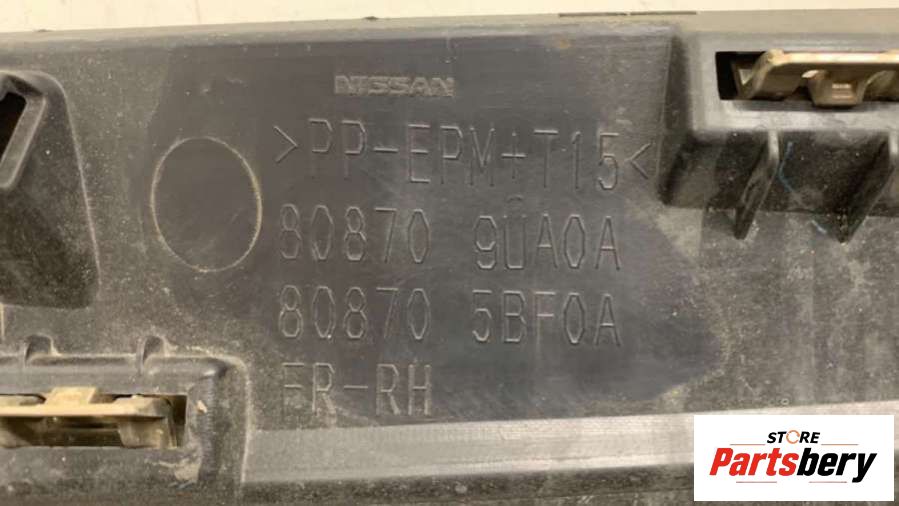 NISSAN
>PP-EPM+T15<
80870 9UA0A
80870 5BF0A
FR-RH
STORE
Partsbery